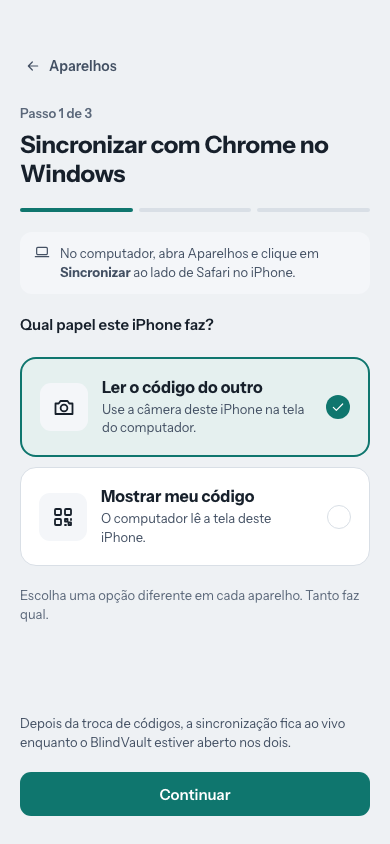 Aparelhos
Passo 1 de 3
Sincronizar com Chrome no
Windows
No computador, abra Aparelhos e clique em
Sincronizar ao lado de Safari no iPhone.
Qual papel este iPhone faz?
Ler o código do outro
Use a câmera deste iPhone na tela
do computador.
Mostrar meu código
O computador lê a tela deste
iPhone.
Escolha uma opção diferente em cada aparelho. Tanto faz
qual.
Depois da troca de códigos, a sincronização fica ao vivo
enquanto o BlindVault estiver aberto nos dois.
Continuar